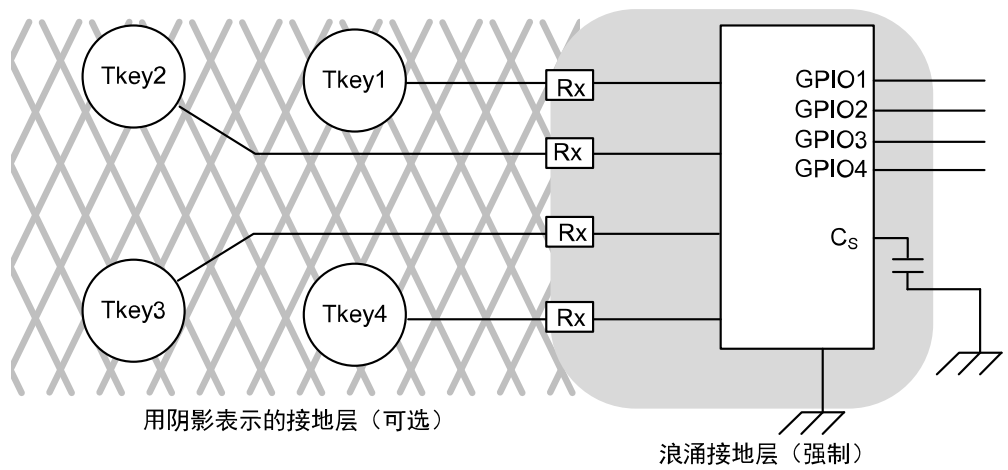 Tkey2
Tkey1
Rx
GPIO1
GPIO2
Rx
GPIO3
GPIO4
Rx
CS
Tkey3
Tkey4
Rx
用阴影表示的接地层（可选）
浪涌接地层（强制）